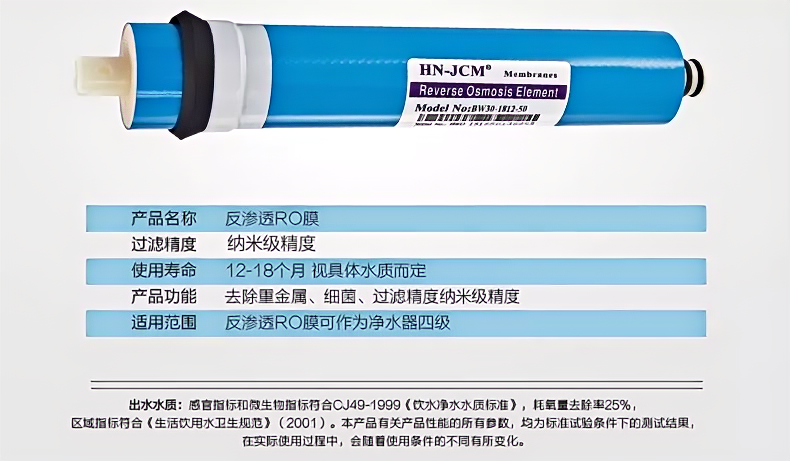 HN-JCM® Membranes
Reverse Osmosis Element
Model No:BW30-1812-50
产品名称 反渗透RO膜
过滤精度 纳米级精度
使用寿命 12-18个月 视具体水质而定
产品功能 去除重金属、细菌、过滤精度纳米级精度
适用范围 反渗透RO膜可作为净水器四级
出水水质：感官指标和微生物指标符合CJ49-1999《饮水净水水质标准》，耗氧量去除率25%，
区域指标符合《生活饮用水卫生规范》（2001）。本产品有关产品性能的所有参数，均为标准试验条件下的测试结果，
在实际使用过程中，会随着使用条件的不同有所变化。